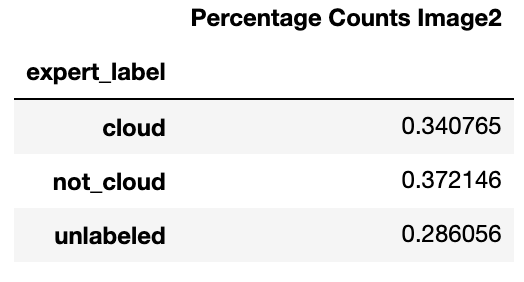 Percentage Counts Image2
expert_label
cloud 0.340765
not_cloud 0.372146
unlabeled 0.286056